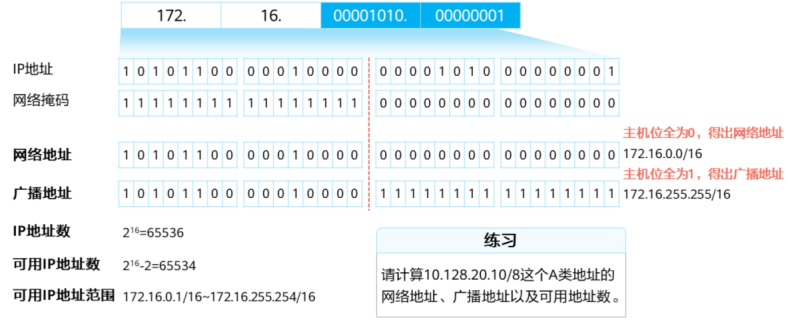 172. 16. 00001010. 00000001
IP地址 1 0 1 0 1 1 0 0 0 0 0 1 0 0 0 0 0 0 0 0 1 0 1 0 0 0 0 0 0 0 0 1
网络掩码 1 1 1 1 1 1 1 1 1 1 1 1 1 1 1 1 0 0 0 0 0 0 0 0 0 0 0 0 0 0 0 0
主机位全为0，得出网络地址
网络地址 1 0 1 0 1 1 0 0 0 0 0 1 0 0 0 0 0 0 0 0 0 0 0 0 0 0 0 0 0 0 0 0 172.16.0.0/16
主机位全为1，得出广播地址
广播地址 1 0 1 0 1 1 0 0 0 0 0 1 0 0 0 0 1 1 1 1 1 1 1 1 1 1 1 1 1 1 1 1 172.16.255.255/16
IP地址数 2¹⁶=65536
可用IP地址数 2¹⁶-2=65534
可用IP地址范围 172.16.0.1/16~172.16.255.254/16
练习
请计算10.128.20.10/8这个A类地址的
网络地址、广播地址以及可用地址数。